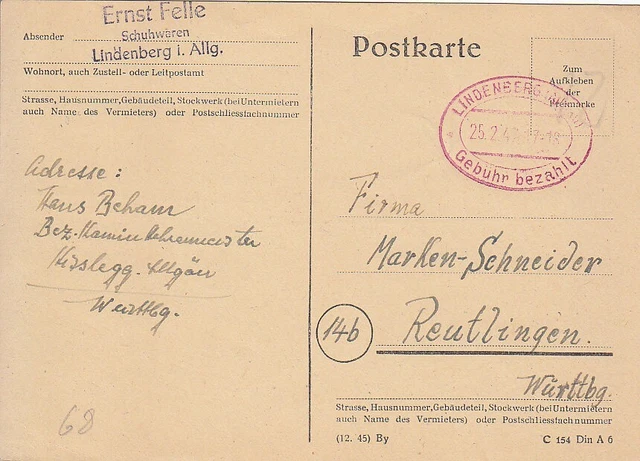 Ernst Felle
Schuhwaren
Lindenberg i. Allg.
Absender
Wohnort, auch Zustell- oder Leitpostamt
Strasse, Hausnummer,Gebäudeteil, Stockwerk (bei Untermietern
auch Name des Vermieters) oder Postschliessfachnummer
Adresse:
Hans Beham
Bez. Kaminkehrermeister
Kisslegg. Allgäu
Württbg.
68
Postkarte
Zum
Aufkleben
der
Freimarke
LINDENBERG
25.2.4
Gebühr bezahlt
Firma
Marken-Schneider
14b
Reutlingen.
Württbg.
Strasse, Hausnummer,Gebäudeteil, Stockwerk (bei Untermietern
auch Name des Vermieters) oder Postschliessfachnummer
(12. 45) By
C 154 Din A 6